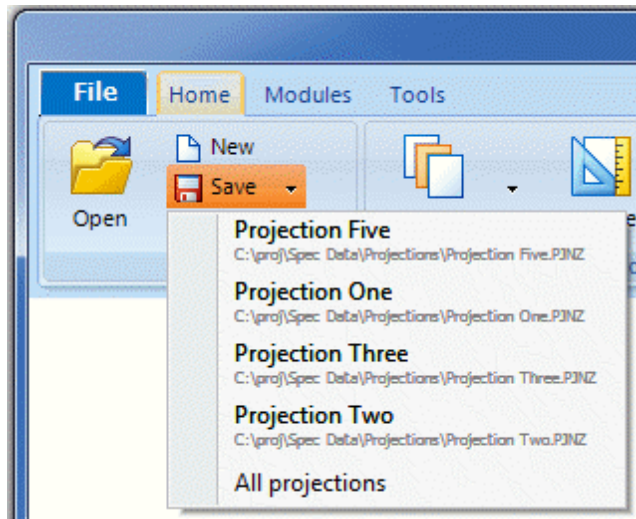 File Home Modules Tools
New
Save
Open
Projection Five
C:\proj\Spec Data\Projections\Projection Five.PJNZ
Projection One
C:\proj\Spec Data\Projections\Projection One.PJNZ
Projection Three
C:\proj\Spec Data\Projections\Projection Three.PJNZ
Projection Two
C:\proj\Spec Data\Projections\Projection Two.PJNZ
All projections